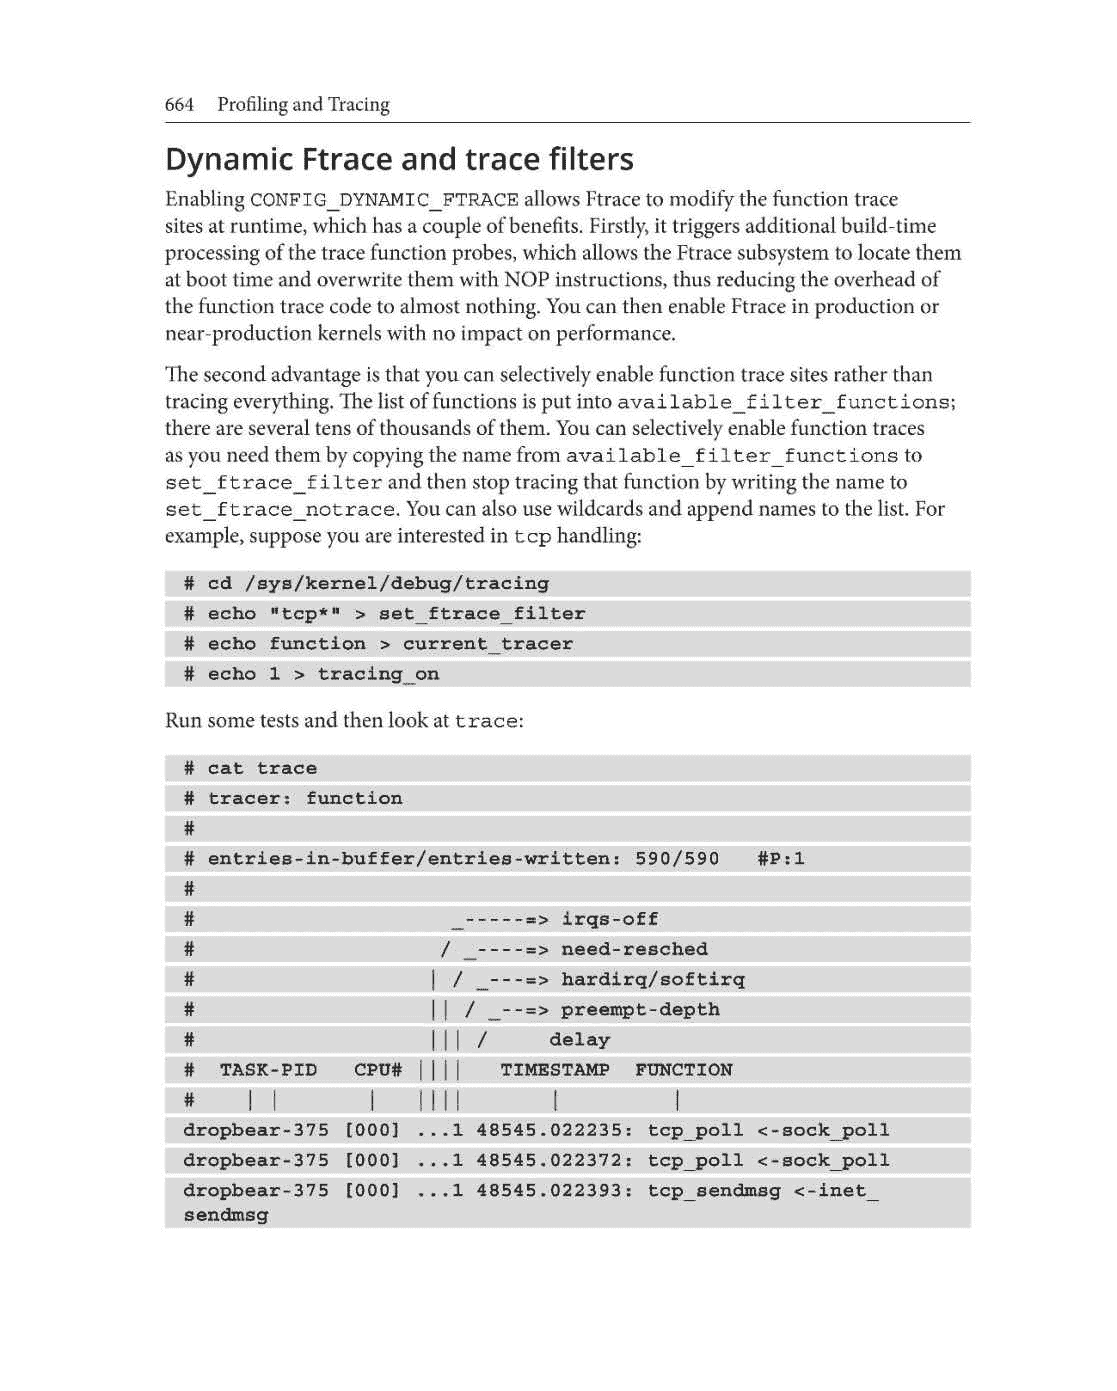 664 Profiling and Tracing
Dynamic Ftrace and trace filters
Enabling CONFIG_DYNAMIC_FTRACE allows Ftrace to modify the function trace
sites at runtime, which has a couple of benefits. Firstly, it triggers additional build-time
processing of the trace function probes, which allows the Ftrace subsystem to locate them
at boot time and overwrite them with NOP instructions, thus reducing the overhead of
the function trace code to almost nothing. You can then enable Ftrace in production or
near-production kernels with no impact on performance.
The second advantage is that you can selectively enable function trace sites rather than
tracing everything. The list of functions is put into available_filter_functions;
there are several tens of thousands of them. You can selectively enable function traces
as you need them by copying the name from available_filter_functions to
set_ftrace_filter and then stop tracing that function by writing the name to
set_ftrace_notrace. You can also use wildcards and append names to the list. For
example, suppose you are interested in tcp handling:
# cd /sys/kernel/debug/tracing
# echo "tcp*" > set_ftrace_filter
# echo function > current_tracer
# echo 1 > tracing_on
Run some tests and then look at trace:
# cat trace
# tracer: function
#
# entries-in-buffer/entries-written: 590/590   #P:1
#
#                      _-----=> irqs-off
#                     / _----=> need-resched
#                    | / _---=> hardirq/softirq
#                    || / _--=> preempt-depth
#                    ||| /     delay
#  TASK-PID   CPU# ||||   TIMESTAMP  FUNCTION
#     | |       |   ||||       |         |
dropbear-375 [000] ...1 48545.022235: tcp_poll <-sock_poll
dropbear-375 [000] ...1 48545.022372: tcp_poll <-sock_poll
dropbear-375 [000] ...1 48545.022393: tcp_sendmsg <-inet_
sendmsg